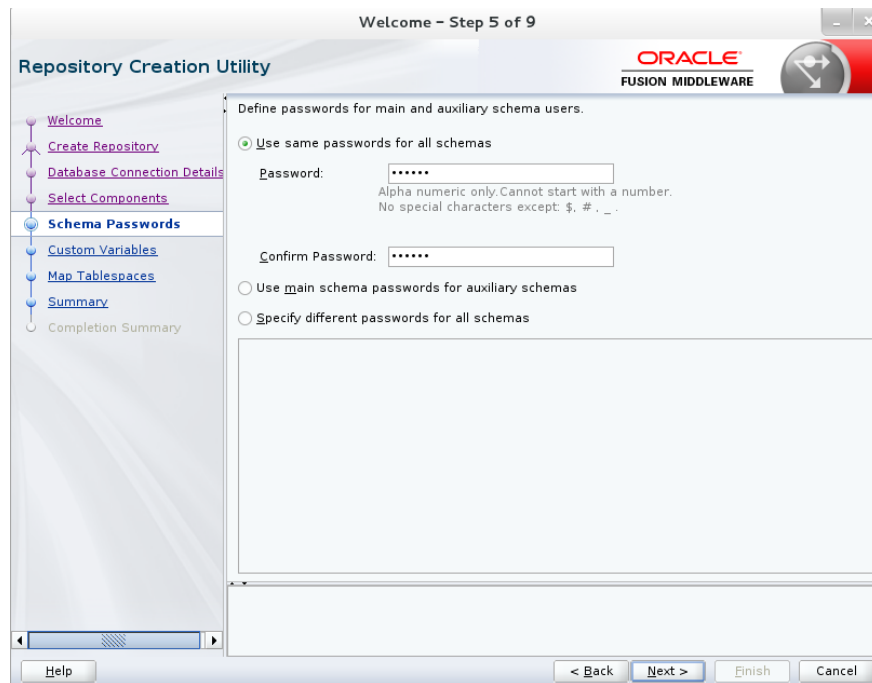 Welcome – Step 5 of 9
Repository Creation Utility
ORACLE
FUSION MIDDLEWARE
Welcome
Create Repository
Database Connection Details
Select Components
Schema Passwords
Custom Variables
Map Tablespaces
Summary
Completion Summary
Define passwords for main and auxiliary schema users.
Use same passwords for all schemas
Password: ••••••
Alpha numeric only.Cannot start with a number.
No special characters except: $, # , _ .
Confirm Password: ••••••
Use main schema passwords for auxiliary schemas
Specify different passwords for all schemas
Help
< Back
Next >
Finish
Cancel